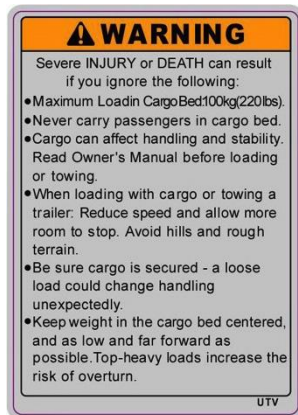 WARNING
Severe INJURY or DEATH can result
if you ignore the following:
●Maximum Loadin CargoBed:100kg(220lbs).
●Never carry passengers in cargo bed.
●Cargo can affect handling and stability.
Read Owner's Manual before loading
or towing.
●When loading with cargo or towing a
trailer: Reduce speed and allow more
room to stop. Avoid hills and rough
terrain.
●Be sure cargo is secured - a loose
load could change handling
unexpectedly.
●Keep weight in the cargo bed centered,
and as low and far forward as
possible.Top-heavy loads increase the
risk of overturn.
UTV